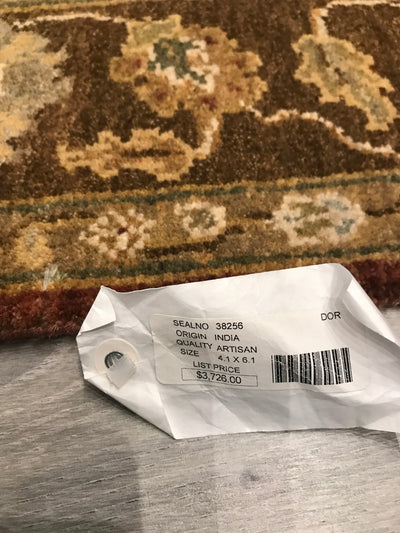 DOR
SEALNO 38256
ORIGIN INDIA
QUALITY ARTISAN
SIZE 4.1 X 6.1
LIST PRICE
$3,726.00